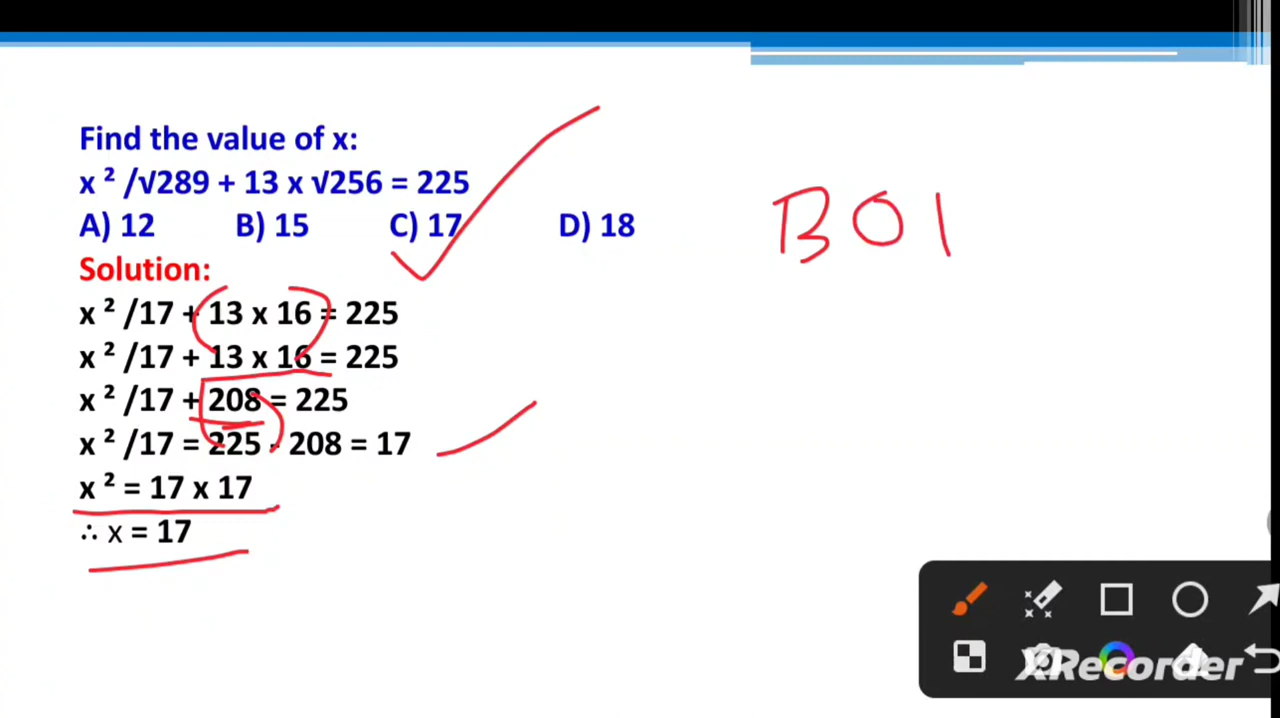 Find the value of x:
x ² /√289 + 13 x √256 = 225
A) 12 B) 15 C) 17 D) 18
BOI
Solution:
x ² /17 + 13 x 16 = 225
x ² /17 + 13 x 16 = 225
x ² /17 + 208 = 225
x ² /17 = 225 - 208 = 17
x ² = 17 x 17
∴ x = 17
XRecorder